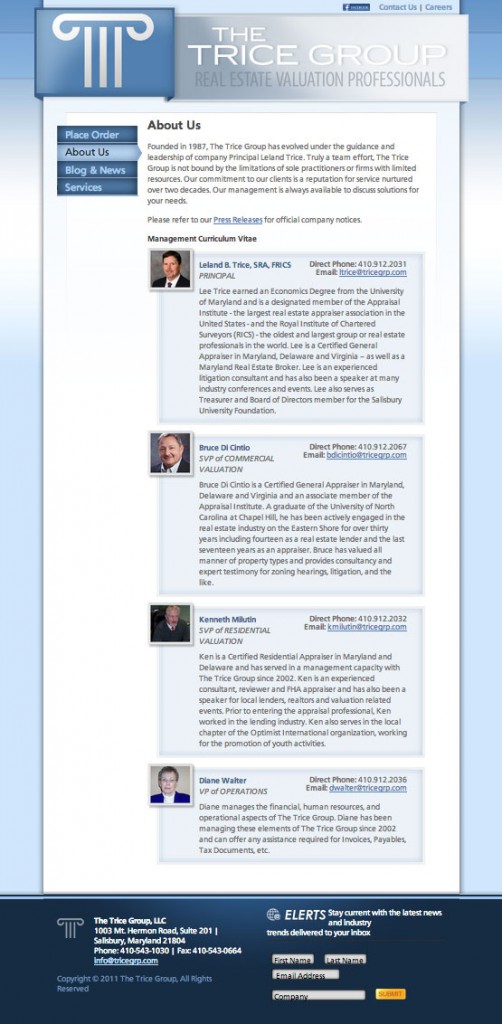 FACEBOOK Contact Us | Careers
THE
TRICE GROUP
REAL ESTATE VALUATION PROFESSIONALS
Place Order
About Us
Blog & News
Services
About Us
Founded in 1987, The Trice Group has evolved under the guidance and
leadership of company Principal Leland Trice. Truly a team effort, The Trice
Group is not bound by the limitations of sole practitioners or firms with limited
resources. Our commitment to our clients is a reputation for service nurtured
over two decades. Our management is always available to discuss solutions for
your needs.
Please refer to our Press Releases for official company notices.
Management Curriculum Vitae
Leland B. Trice, SRA, FRICS Direct Phone: 410.912.2031
PRINCIPAL Email: ltrice@tricegrp.com
Lee Trice earned an Economics Degree from the University
of Maryland and is a designated member of the Appraisal
Institute - the largest real estate appraiser association in the
United States - and the Royal Institute of Chartered
Surveyors (RICS) - the oldest and largest group or real estate
professionals in the world. Lee is a Certified General
Appraiser in Maryland, Delaware and Virginia – as well as a
Maryland Real Estate Broker. Lee is an experienced
litigation consultant and has also been a speaker at many
industry conferences and events. Lee also serves as
Treasurer and Board of Directors member for the Salisbury
University Foundation.
Bruce Di Cintio Direct Phone: 410.912.2067
SVP of COMMERCIAL Email: bdicintio@tricegrp.com
VALUATION
Bruce Di Cintio is a Certified General Appraiser in Maryland,
Delaware and Virginia and an associate member of the
Appraisal Institute. A graduate of the University of North
Carolina at Chapel Hill, he has been actively engaged in the
real estate industry on the Eastern Shore for over thirty
years including fourteen as a real estate lender and the last
seventeen years as an appraiser. Bruce has valued all
manner of property types and provides consultancy and
expert testimony for zoning hearings, litigation, and the
like.
Kenneth Milutin Direct Phone: 410.912.2032
SVP of RESIDENTIAL Email: kmilutin@tricegrp.com
VALUATION
Ken is a Certified Residential Appraiser in Maryland and
Delaware and has served in a management capacity with
The Trice Group since 2002. Ken is an experienced
consultant, reviewer and FHA appraiser and has also been a
speaker for local lenders, realtors and valuation related
events. Prior to entering the appraisal professional, Ken
worked in the lending industry. Ken also serves in the local
chapter of the Optimist International organization, working
for the promotion of youth activities.
Diane Walter Direct Phone: 410.912.2036
VP of OPERATIONS Email: dwalter@tricegrp.com
Diane manages the financial, human resources, and
operational aspects of The Trice Group. Diane has been
managing these elements of The Trice Group since 2002
and can offer any assistance required for Invoices, Payables,
Tax Documents, etc.
The Trice Group, LLC
1003 Mt. Hermon Road, Suite 201 |
Salisbury, Maryland 21804
Phone: 410-543-1030 | Fax: 410-543-0664
info@tricegrp.com
Copyright © 2011 The Trice Group, All Rights
Reserved
ELERTS Stay current with the latest news
and industry
trends delivered to your inbox
First Name Last Name
Email Address
Company SUBMIT